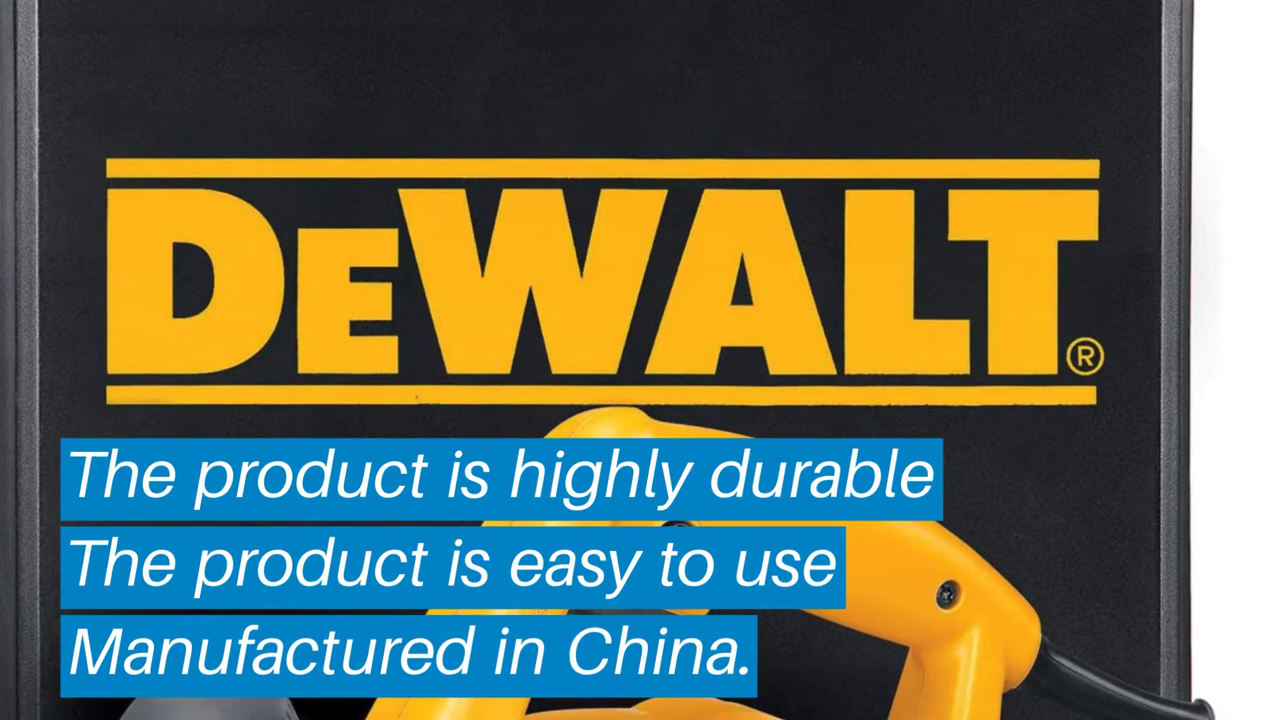 DEWALT®
The product is highly durable
The product is easy to use
Manufactured in China.